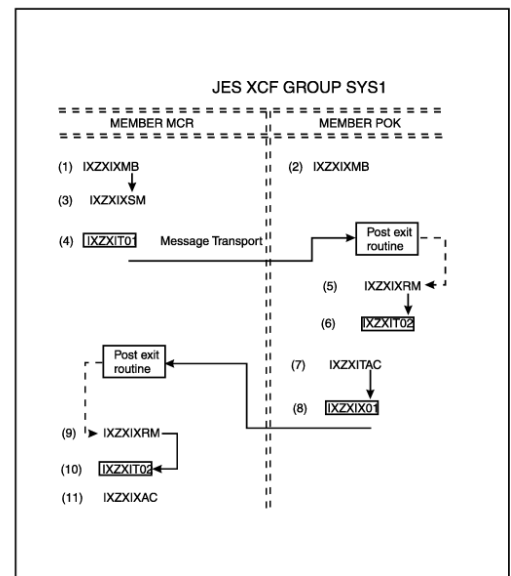 JES XCF GROUP SYS1
MEMBER MCR
MEMBER POK
(1) IXZXIXMB
(2) IXZXIXMB
(3) IXZXIXSM
(4) IXZXIT01 Message Transport
Post exit
routine
(5) IXZXIXRM
(6) IXZXIT02
(7) IXZXITAC
Post exit
routine
(8) IXZXIX01
(9) IXZXIXRM
(10) IXZXIT02
(11) IXZXIXAC